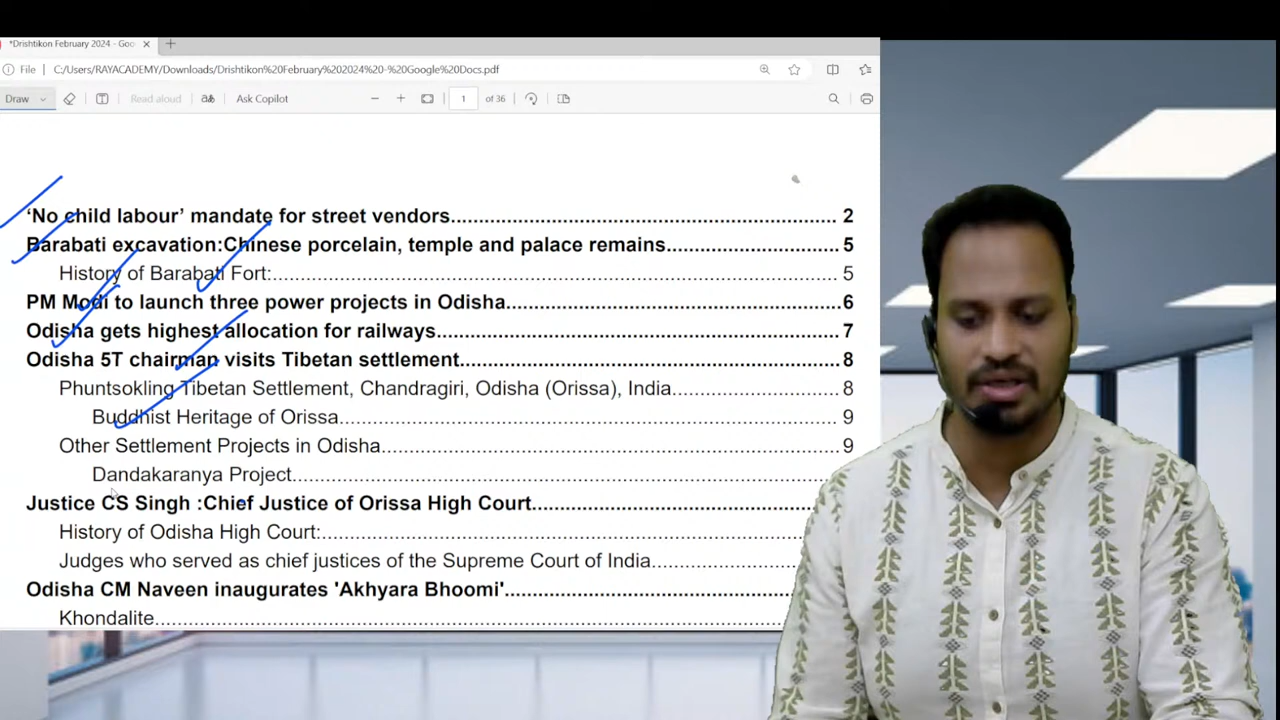 *Drishtikon February 2024 - Goo
File C:/Users/RAYACADEMY/Downloads/Drishtikon%20February%202024%20-%20Google%20Docs.pdf
Draw Read aloud Ask Copilot 1 of 36
‘No child labour’ mandate for street vendors 2
Barabati excavation:Chinese porcelain, temple and palace remains 5
History of Barabati Fort: 5
PM Modi to launch three power projects in Odisha 6
Odisha gets highest allocation for railways 7
Odisha 5T chairman visits Tibetan settlement 8
Phuntsokling Tibetan Settlement, Chandragiri, Odisha (Orissa), India 8
Buddhist Heritage of Orissa 9
Other Settlement Projects in Odisha 9
Dandakaranya Project
Justice CS Singh :Chief Justice of Orissa High Court
History of Odisha High Court:
Judges who served as chief justices of the Supreme Court of India
Odisha CM Naveen inaugurates 'Akhyara Bhoomi'
Khondalite